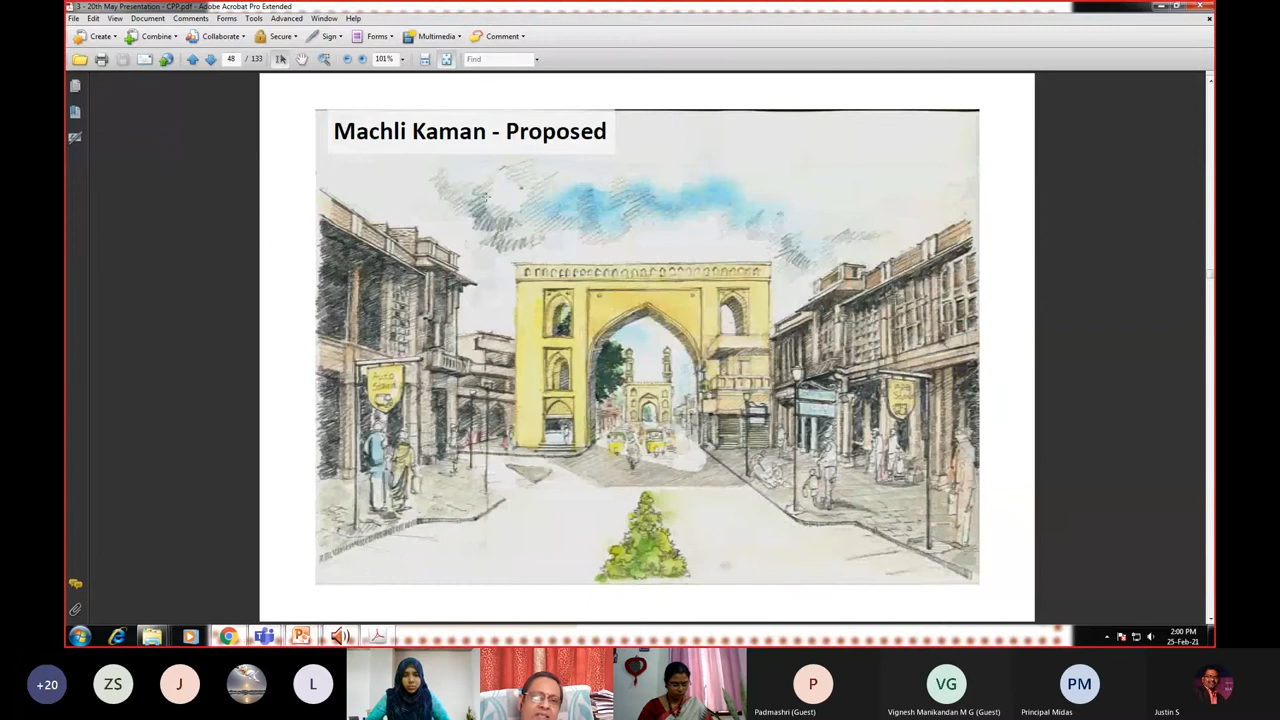 3 - 20th May Presentation - CPP.pdf - Adobe Acrobat Pro Extended
File Edit View Document Comments Forms Tools Advanced Window Help
Create Combine Collaborate Secure Sign Forms Multimedia Comment
48 / 133 101% Find
Machli Kaman - Proposed
AUTO
STAND
2:00 PM
25-Feb-21
+20 ZS J L P VG PM
Padmashri (Guest) Vignesh Manikandan M G (Guest) Principal Midas Justin S